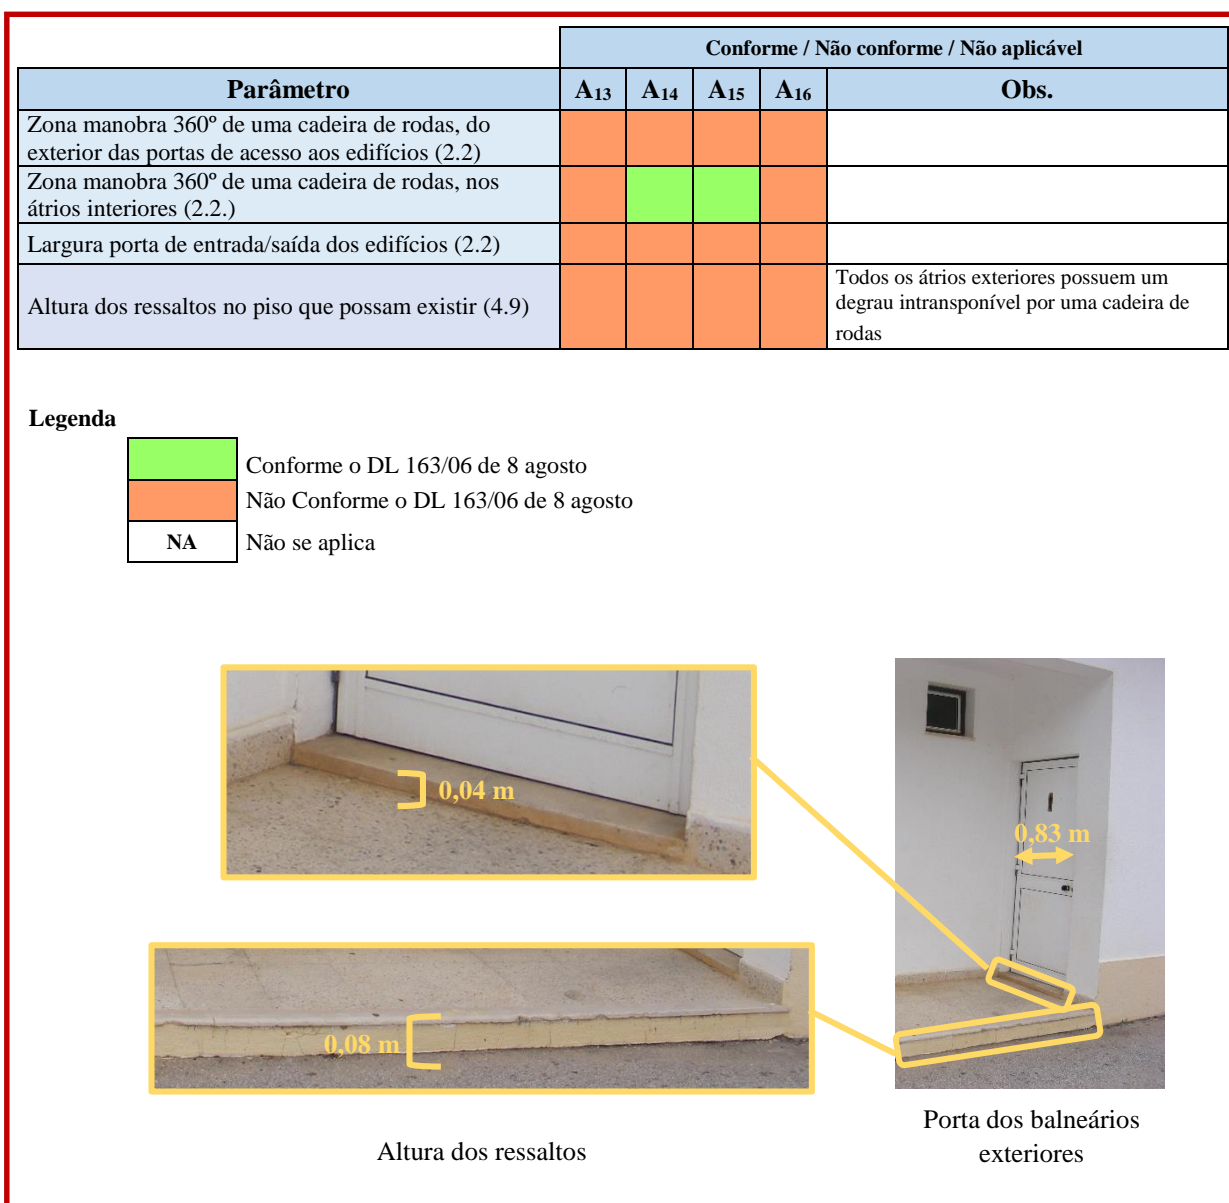 Conforme / Não conforme / Não aplicável
Parâmetro A13 A14 A15 A16 Obs.
Zona manobra 360º de uma cadeira de rodas, do
exterior das portas de acesso aos edifícios (2.2)
Zona manobra 360º de uma cadeira de rodas, nos
átrios interiores (2.2.)
Largura porta de entrada/saída dos edifícios (2.2)
Altura dos ressaltos no piso que possam existir (4.9)
Todos os átrios exteriores possuem um
degrau intransponível por uma cadeira de
rodas
Legenda
Conforme o DL 163/06 de 8 agosto
Não Conforme o DL 163/06 de 8 agosto
NA Não se aplica
0,04 m
0,83 m
0,08 m
Altura dos ressaltos
Porta dos balneários
exteriores